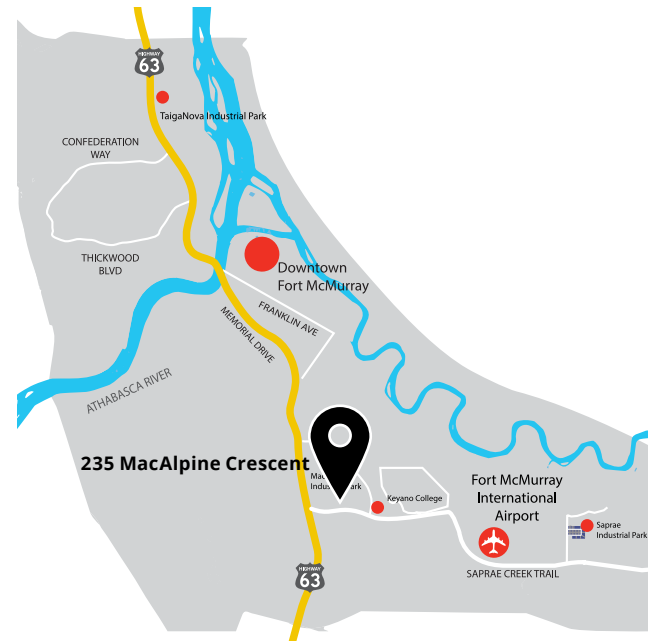 HIGHWAY
63
TaigaNova Industrial Park
CONFEDERATION
WAY
THICKWOOD
BLVD
Downtown
Fort McMurray
FRANKLIN AVE
MEMORIAL DRIVE
ATHABASCA RIVER
235 MacAlpine Crescent
Keyano College
Fort McMurray
International
Airport
Saprae
Industrial Park
SAPRAE CREEK TRAIL
HIGHWAY
63